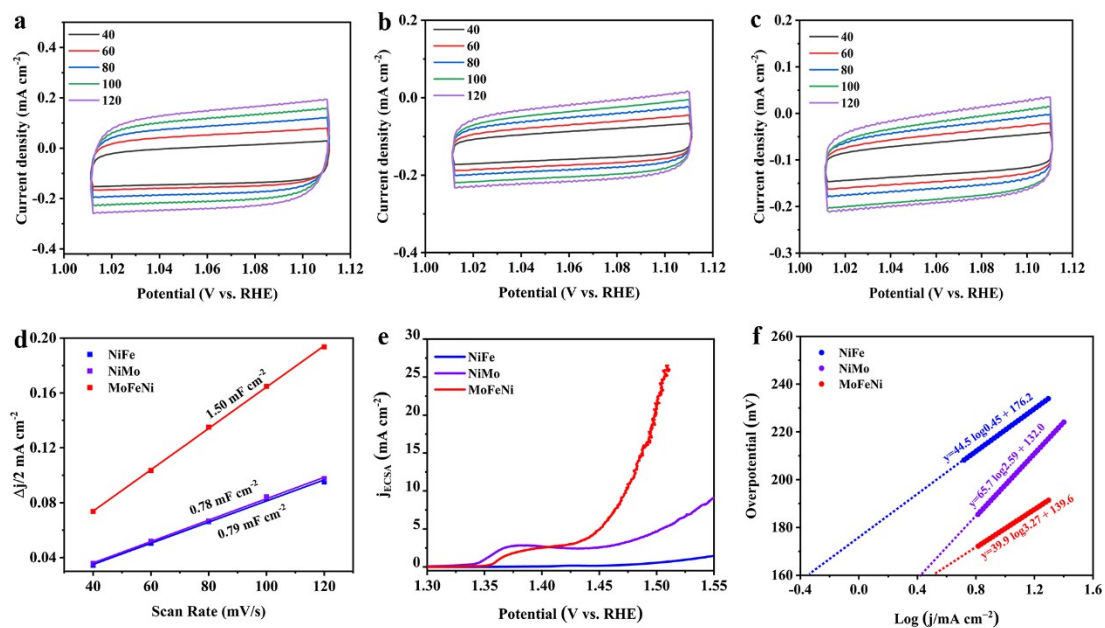 a
0.5
0.4
0.2
0.0
-0.2
-0.4
Current density (mA cm⁻²)
40
60
80
100
120
1.00 1.02 1.04 1.06 1.08 1.10 1.12
Potential (V vs. RHE)
b
0.2
0.0
-0.2
-0.4
Current density (mA cm⁻²)
40
60
80
100
120
1.00 1.02 1.04 1.06 1.08 1.10 1.12
Potential (V vs. RHE)
c
0.1
0.0
-0.1
-0.2
-0.3
Current density (mA cm⁻²)
40
60
80
100
120
1.00 1.02 1.04 1.06 1.08 1.10 1.12
Potential (V vs. RHE)
d
0.20
0.16
0.12
0.08
0.04
Δj/2 mA cm⁻²
NiFe
NiMo
MoFeNi
1.50 mF cm⁻²
0.78 mF cm⁻²
0.79 mF cm⁻²
40 60 80 100 120
Scan Rate (mV/s)
e
30
25
20
15
10
5
0
jECSA (mA cm⁻²)
NiFe
NiMo
MoFeNi
1.30 1.35 1.40 1.45 1.50 1.55
Potential (V vs. RHE)
f
260
240
220
200
180
160
Overpotential (mV)
NiFe
NiMo
MoFeNi
y=44.5 log0.45 + 176.2
y=65.7 log2.59 + 132.0
y=39.9 log3.27 + 139.6
-0.4 0.0 0.4 0.8 1.2 1.6
Log (j/mA cm⁻²)